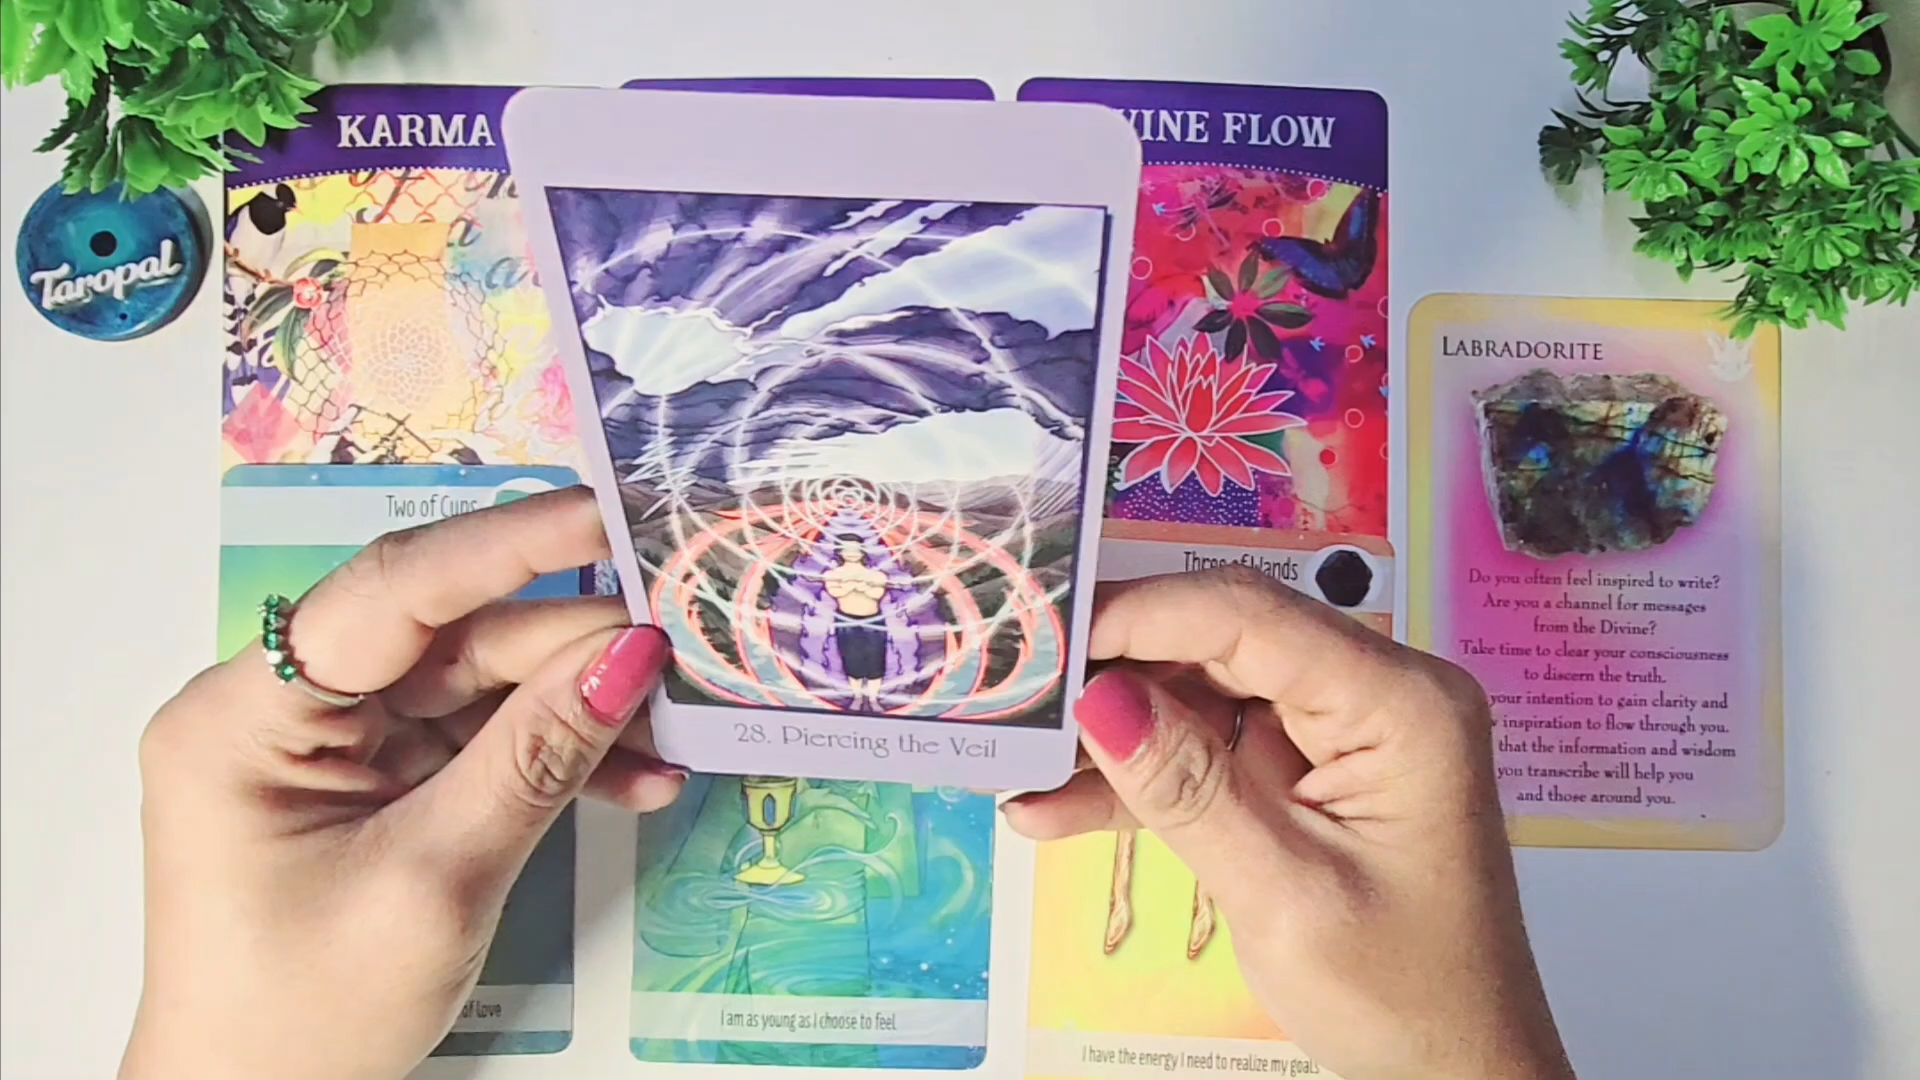 KARMA
VINE FLOW
Taropal
LABRADORITE
Two of Cups
Three of Wands
Do you often feel inspired to write?
Are you a channel for messages
from the Divine?
Take time to clear your consciousness
to discern the truth.
your intention to gain clarity and
inspiration to flow through you.
that the information and wisdom
you transcribe will help you
and those around you.
28. Piercing the Veil
of love
I am as young as I choose to feel
I have the energy I need to realize my goals